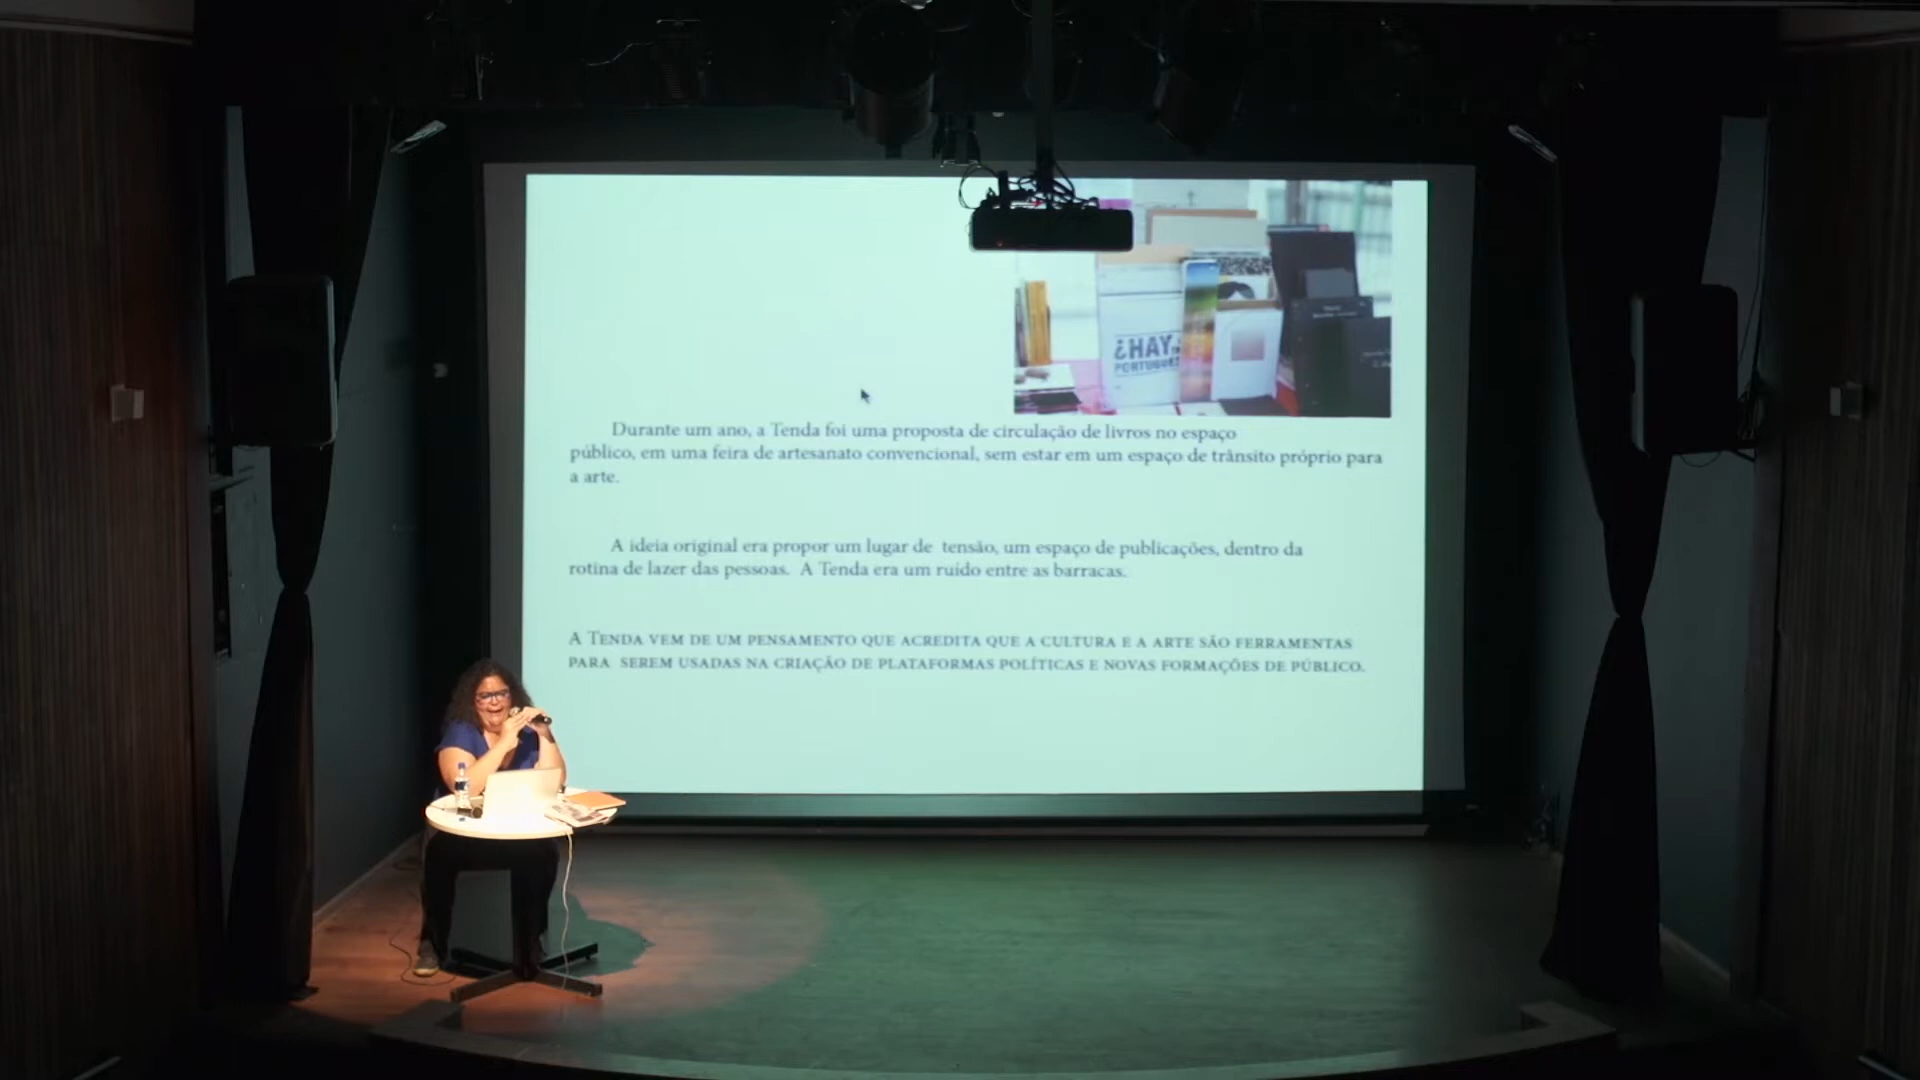 ¿HAY
PORTUGUÉS
Durante um ano, a Tenda foi uma proposta de circulação de livros no espaço
público, em uma feira de artesanato convencional, sem estar em um espaço de trânsito próprio para
a arte.
A ideia original era propor um lugar de tensão, um espaço de publicações, dentro da
rotina de lazer das pessoas. A Tenda era um ruído entre as barracas.
A TENDA VEM DE UM PENSAMENTO QUE ACREDITA QUE A CULTURA E A ARTE SÃO FERRAMENTAS
PARA SEREM USADAS NA CRIAÇÃO DE PLATAFORMAS POLÍTICAS E NOVAS FORMAÇÕES DE PÚBLICO.